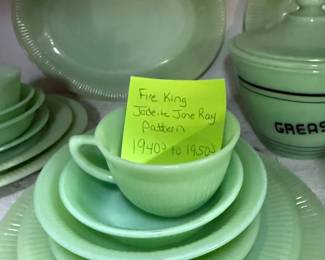 Fire King
Jade-ite Jane Ray
Pattern
1940's to 1950's
GREAS